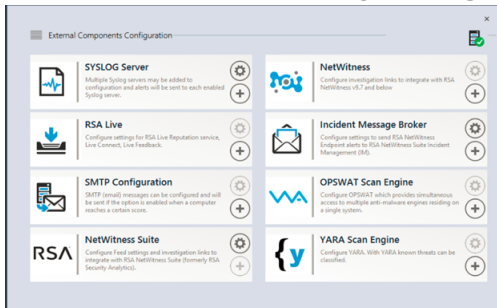 External Components Configuration
SYSLOG Server
Multiple Syslog servers may be added to
configuration and alerts will be sent to each enabled
Syslog server.
NetWitness
Configure investigation links to integrate with RSA
NetWitness v9.7 and below
RSA Live
Configure settings for RSA Live Reputation service,
Live Connect, Live Feedback.
Incident Message Broker
Configure settings to send RSA NetWitness
Endpoint alerts to RSA NetWitness Suite Incident
Management (IM).
SMTP Configuration
SMTP (email) messages can be configured and will
be sent if the option is enabled when a computer
reaches a certain score.
OPSWAT Scan Engine
Configure OPSWAT which provides simultaneous
access to multiple anti-malware engines residing on
a single system.
RSA
NetWitness Suite
Configure Feed settings and investigation links to
integrate with RSA NetWitness Suite (formerly RSA
Security Analytics).
{y
YARA Scan Engine
Configure YARA. With YARA known threats can be
classified.